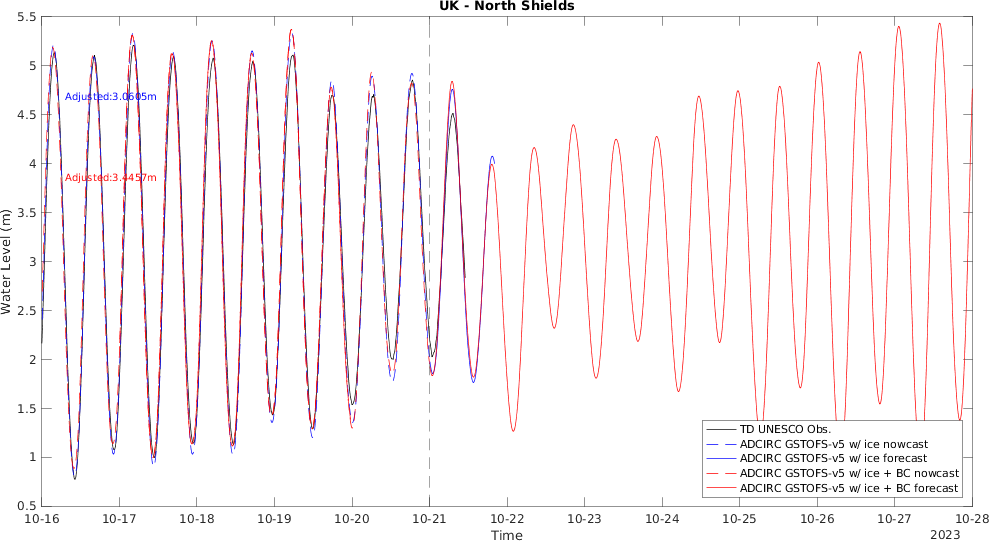 UK - North Shields
5.5
5
4.5
4
3.5
3
2.5
2
1.5
1
0.5
Water Level (m)
Adjusted:3.0605m
Adjusted:3.4457m
TD UNESCO Obs.
ADCIRC GSTOFS-v5 w/ ice nowcast
ADCIRC GSTOFS-v5 w/ ice forecast
ADCIRC GSTOFS-v5 w/ ice + BC nowcast
ADCIRC GSTOFS-v5 w/ ice + BC forecast
10-16 10-17 10-18 10-19 10-20 10-21 10-22 10-23 10-24 10-25 10-26 10-27 10-28
Time
2023